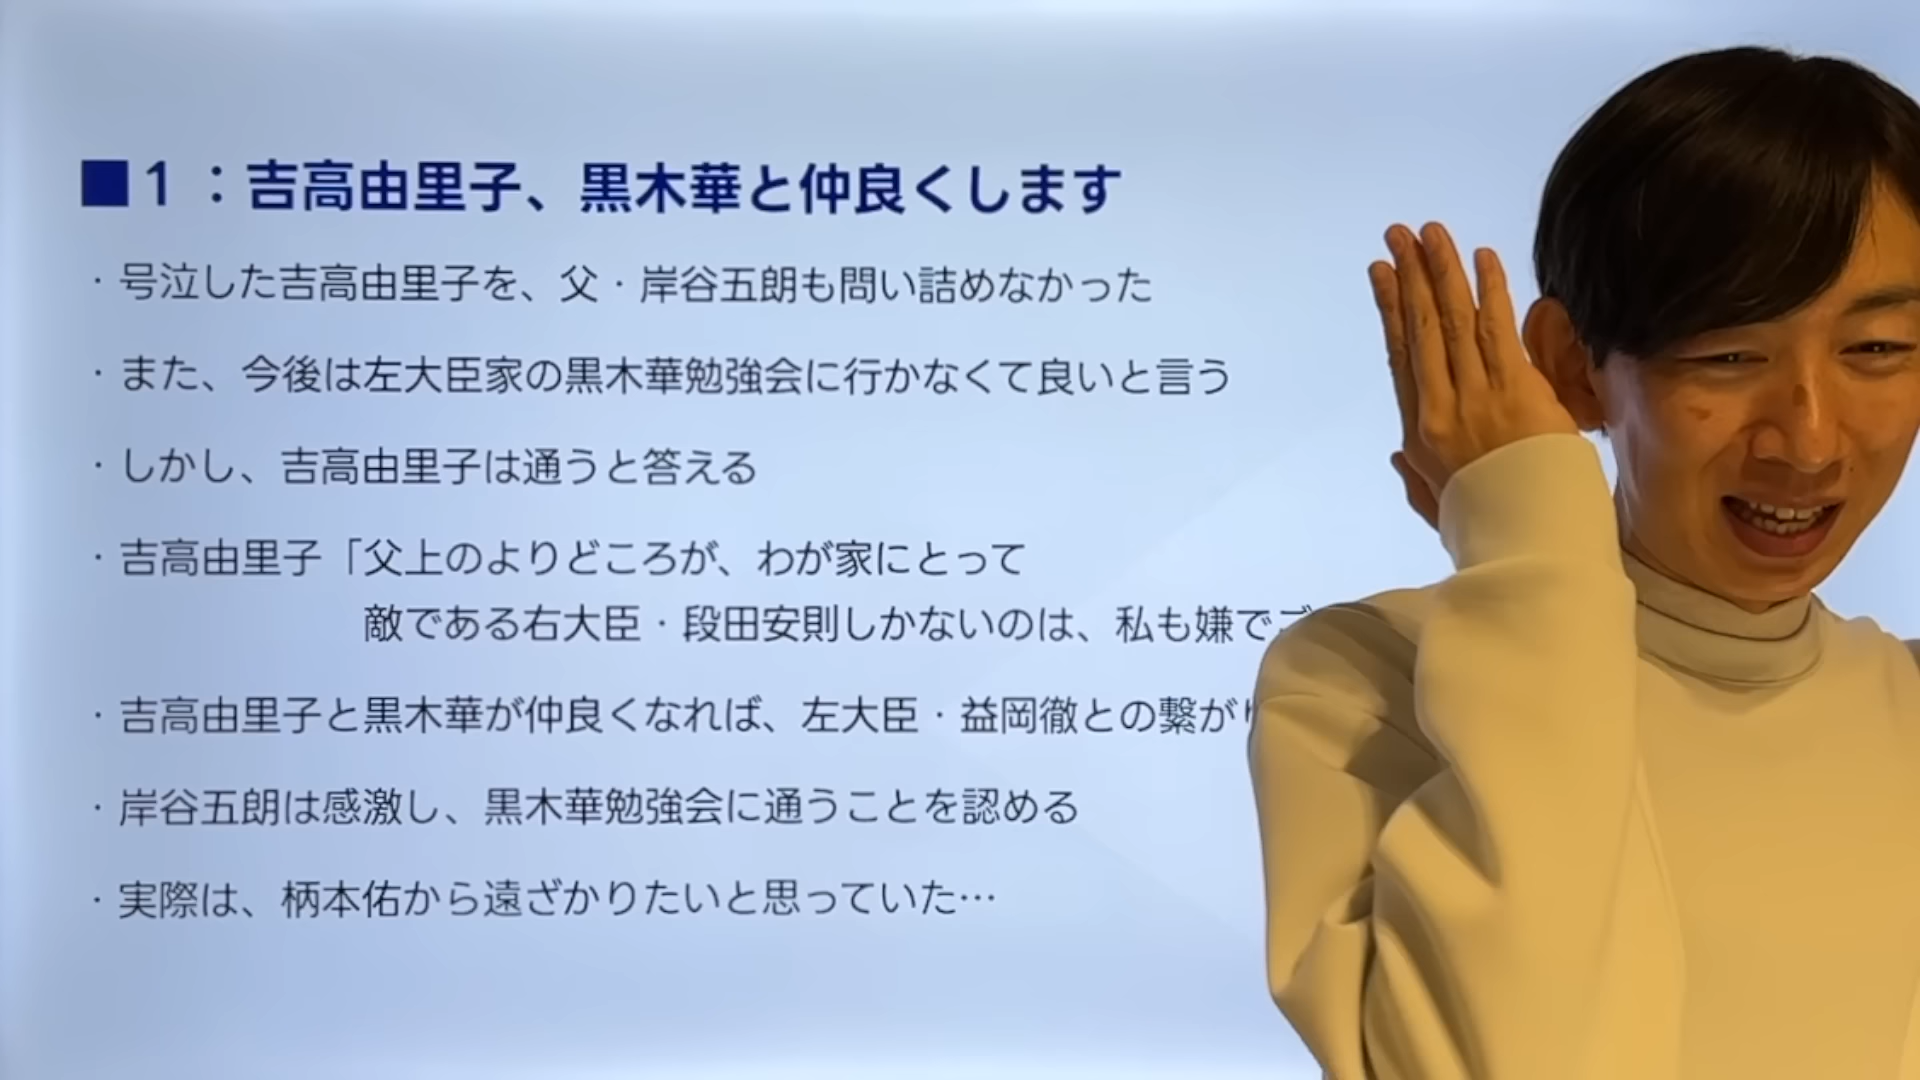 ■1：吉高由里子、黒木華と仲良くします
・号泣した吉高由里子を、父・岸谷五朗も問い詰めなかった
・また、今後は左大臣家の黒木華勉強会に行かなくて良いと言う
・しかし、吉高由里子は通うと答える
・吉高由里子「父上のよりどころが、わが家にとって
敵である右大臣・段田安則しかないのは、私も嫌で
・吉高由里子と黒木華が仲良くなれば、左大臣・益岡徹との繋が
・岸谷五朗は感激し、黒木華勉強会に通うことを認める
・実際は、柄本佑から遠ざかりたいと思っていた…